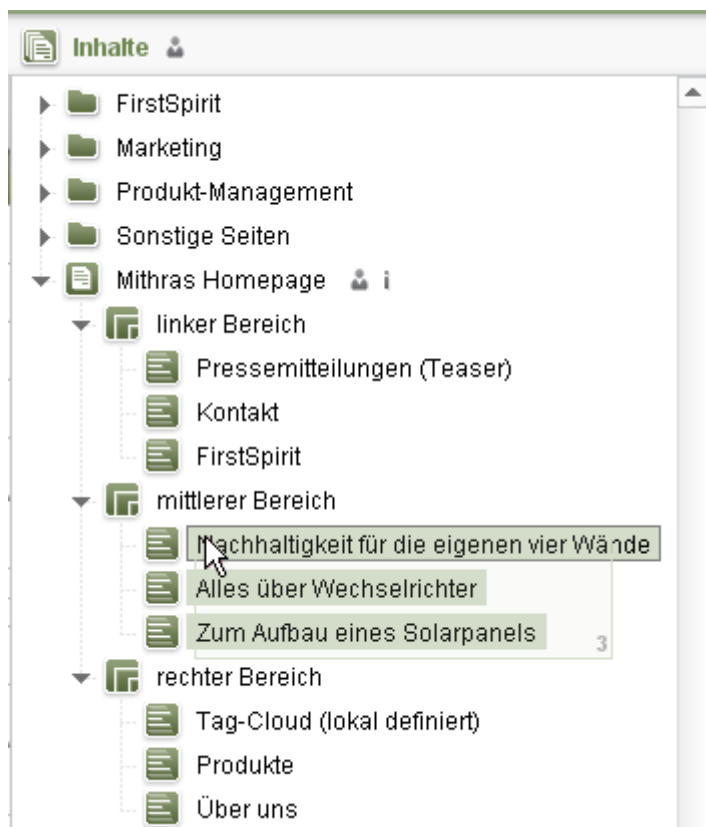 Inhalte
FirstSpirit
Marketing
Produkt-Management
Sonstige Seiten
Mithras Homepage i
linker Bereich
Pressemitteilungen (Teaser)
Kontakt
FirstSpirit
mittlerer Bereich
Nachhaltigkeit für die eigenen vier Wände
Alles über Wechselrichter
Zum Aufbau eines Solarpanels
3
rechter Bereich
Tag-Cloud (lokal definiert)
Produkte
Über uns